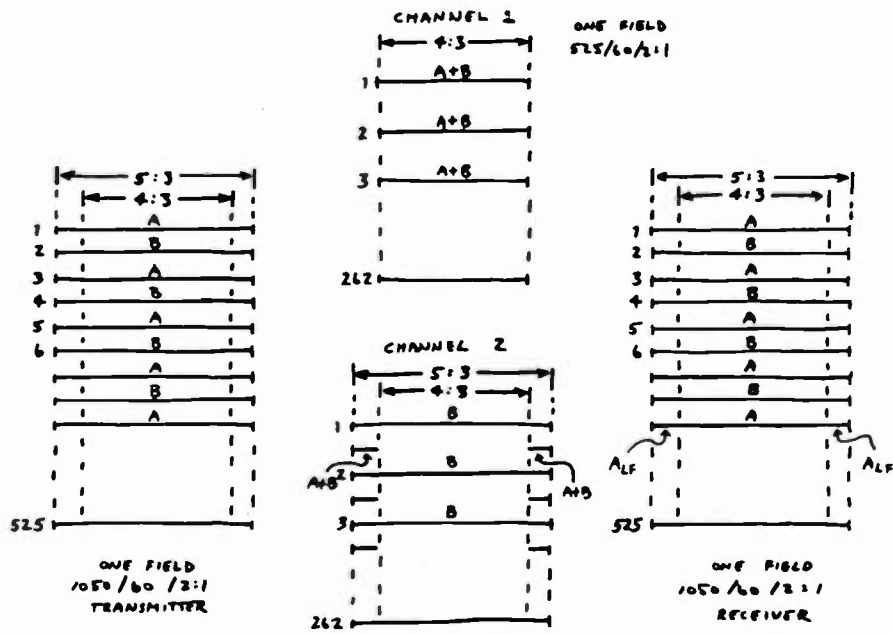 CHANNEL 1
4:3
ONE FIELD
525/60/2:1
1
A+B
2
A+B
3
A+B
262
5:3
4:3
1
A
2
B
3
A
4
B
5
A
6
B
A
B
A
525
ONE FIELD
1050/60/2:1
TRANSMITTER
CHANNEL 2
5:3
4:3
1
B
A+B
2
B
A+B
3
B
262
5:3
4:3
1
A
2
B
3
A
4
B
5
A
6
B
A
B
A
ALF
ALF
525
ONE FIELD
1050/60/2:1
RECEIVER